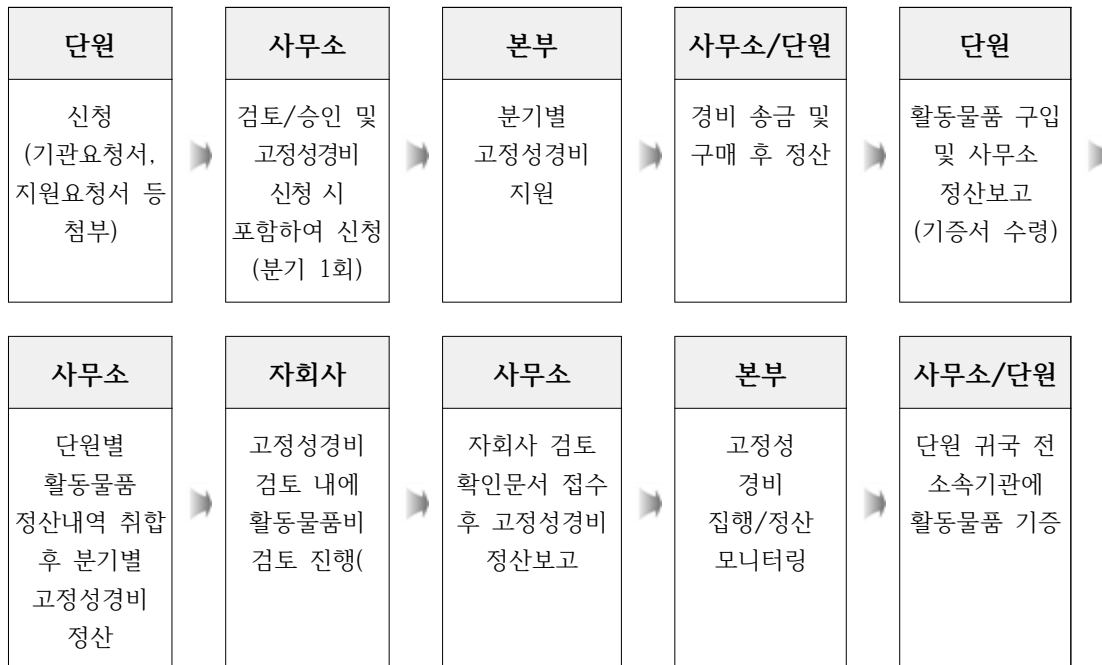 단원
신청
(기관요청서,
지원요청서 등
첨부)
사무소
검토/승인 및
고정성경비
신청 시
포함하여 신청
(분기 1회)
본부
분기별
고정성경비
지원
사무소/단원
경비 송금 및
구매 후 정산
단원
활동물품 구입
및 사무소
정산보고
(기증서 수령)
사무소
단원별
활동물품
정산내역 취합
후 분기별
고정성경비
정산
자회사
고정성경비
검토 내에
활동물품비
검토 진행(
사무소
자회사 검토
확인문서 접수
후 고정성경비
정산보고
본부
고정성
경비
집행/정산
모니터링
사무소/단원
단원 귀국 전
소속기관에
활동물품 기증